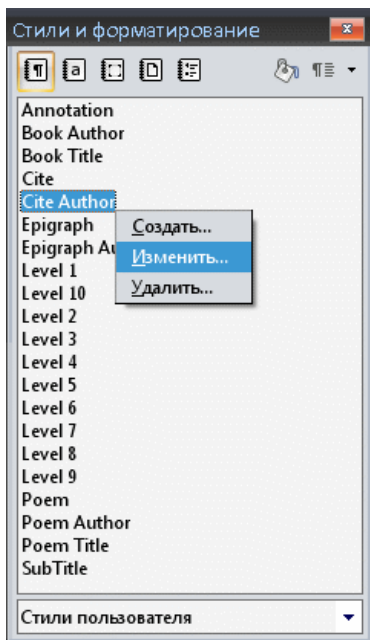 Стили и форматирование
Annotation
Book Author
Book Title
Cite
Cite Author
Epigraph
Создать...
Epigraph Au
Изменить...
Level 1
Level 10
Удалить...
Level 2
Level 3
Level 4
Level 5
Level 6
Level 7
Level 8
Level 9
Poem
Poem Author
Poem Title
SubTitle
Стили пользователя